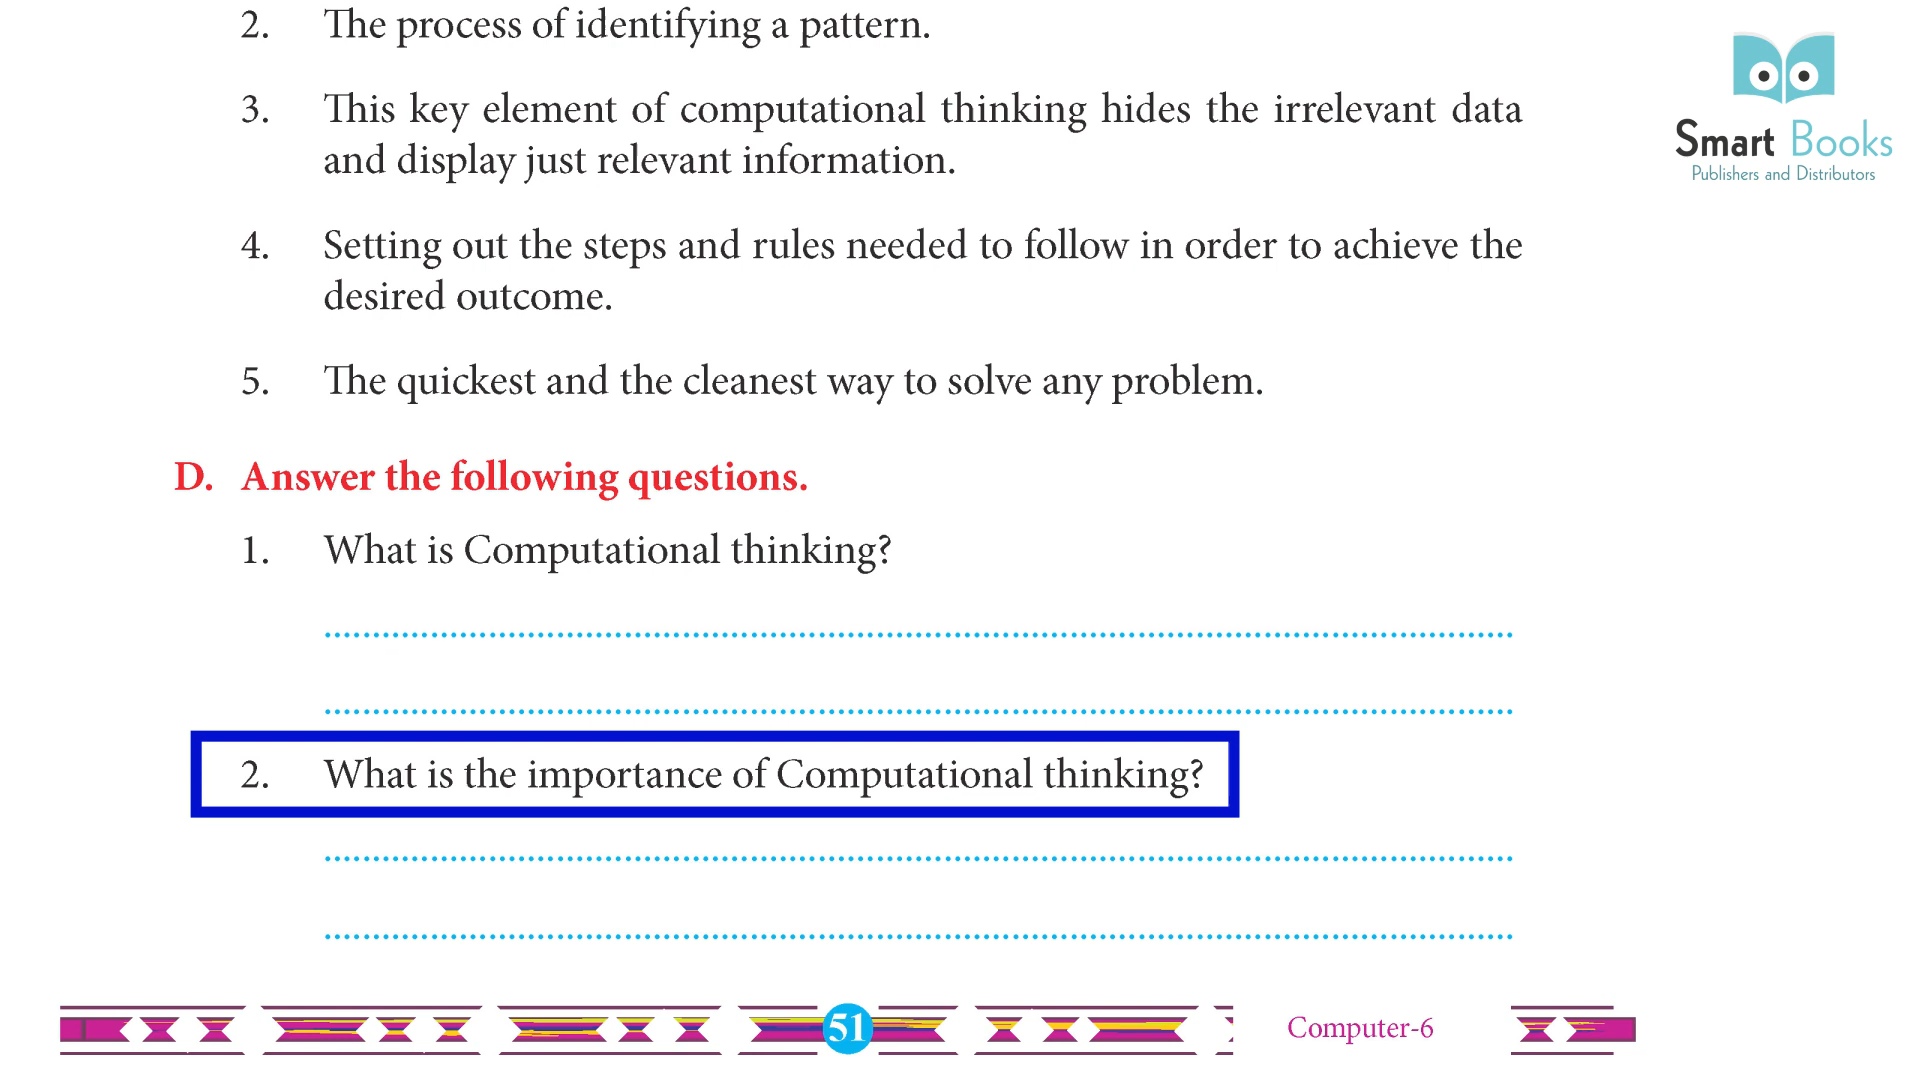 2. The process of identifying a pattern.
3. This key element of computational thinking hides the irrelevant data
and display just relevant information.
4. Setting out the steps and rules needed to follow in order to achieve the
desired outcome.
5. The quickest and the cleanest way to solve any problem.
D. Answer the following questions.
1. What is Computational thinking?
2. What is the importance of Computational thinking?
51
Computer-6
Smart Books
Publishers and Distributors